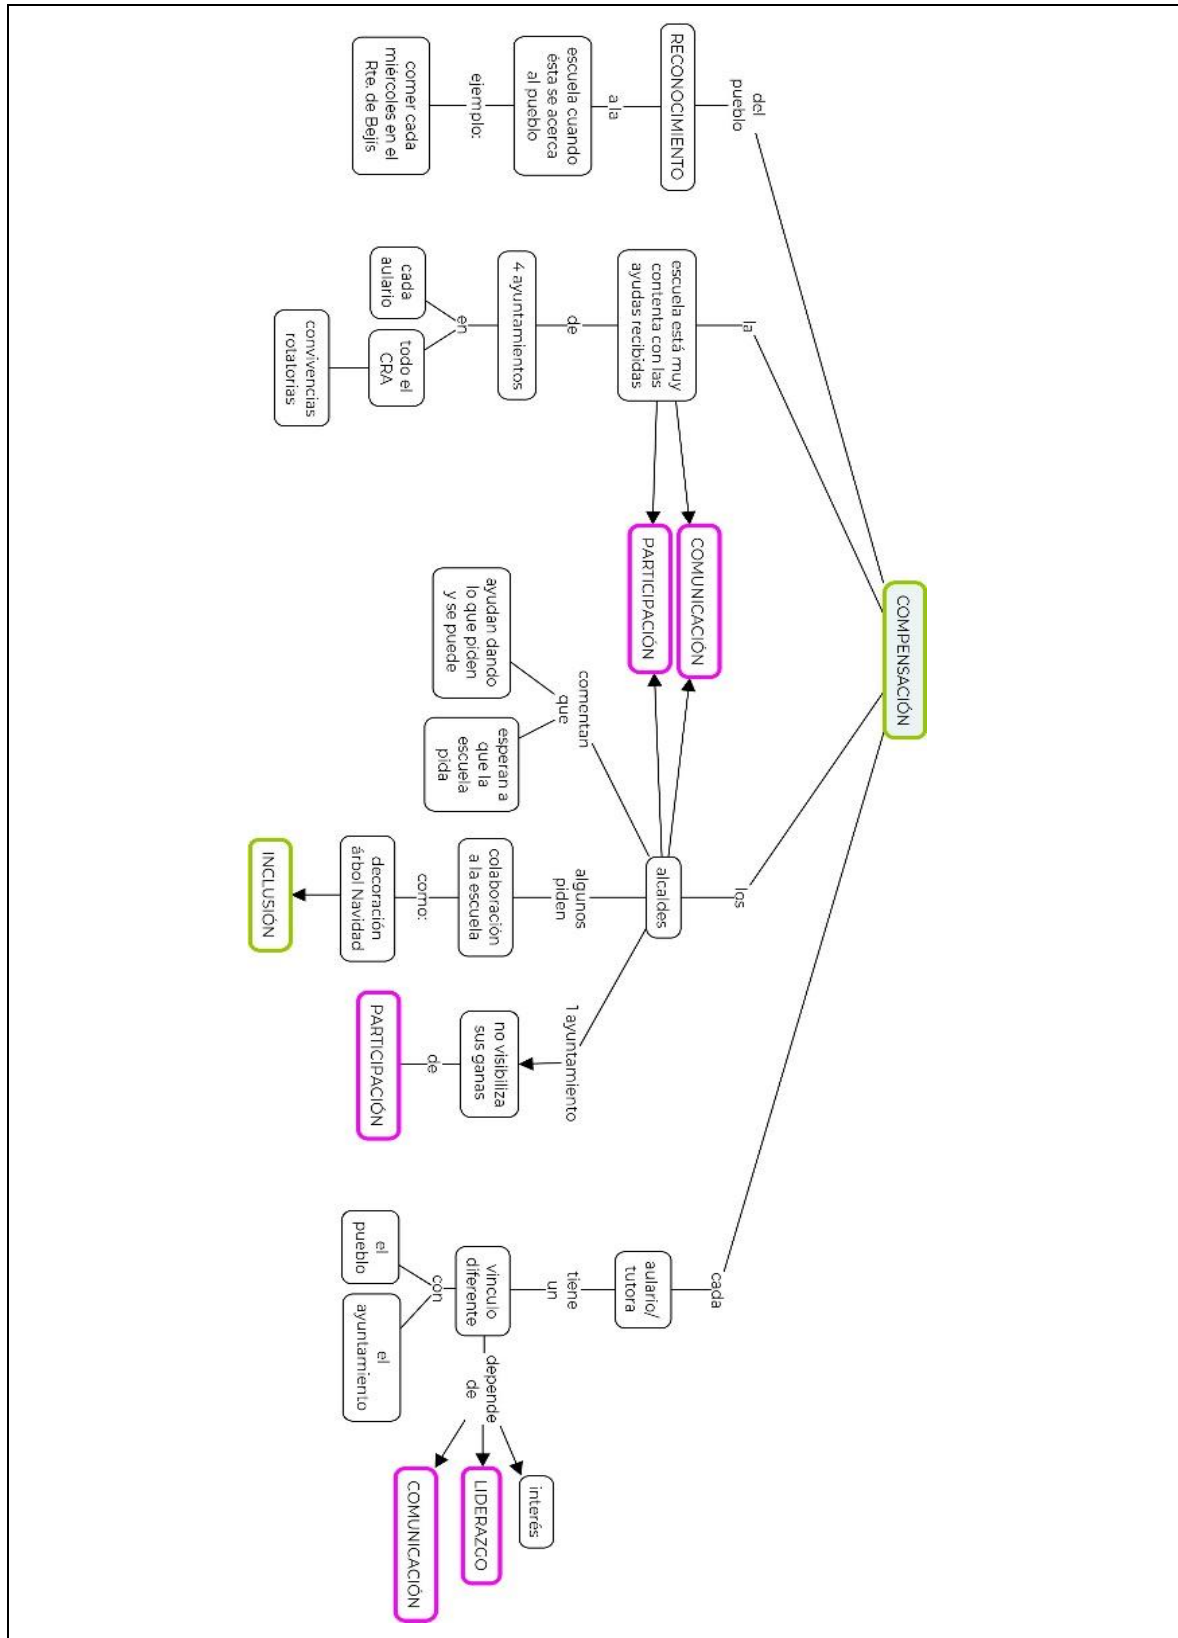 COMPENSACIÓN
del
pueblo
RECONOCIMIENTO
a la
escuela cuando
ésta se acerca
al pueblo
ejemplo:
comer cada
miércoles en el
Rte. de Bejís
la
escuela está muy
contenta con las
ayudas recibidas
de
4 ayuntamientos
en
cada
aulario
todo el
CRA
convivencias
rotatorias
COMUNICACIÓN
PARTICIPACIÓN
los
alcaldes
comentan
que
ayudan dando
lo que piden
y se puede
esperan a
que la
escuela
pida
algunos
piden
colaboración
a la escuela
como:
decoración
árbol Navidad
INCLUSIÓN
1 ayuntamiento
no visibiliza
sus ganas
de
PARTICIPACIÓN
cada
aulario/
tutora
tiene
un
vinculo
diferente
con
el
pueblo
el
ayuntamiento
depende
de
interés
LIDERAZGO
COMUNICACIÓN